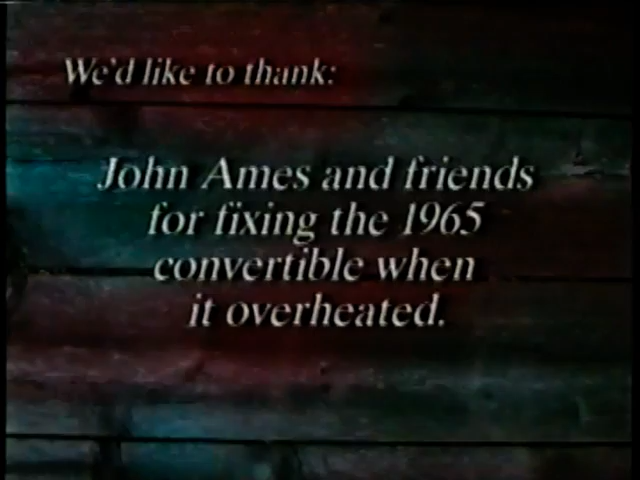 We'd like to thank:
John Ames and friends
for fixing the 1965
convertible when
it overheated.